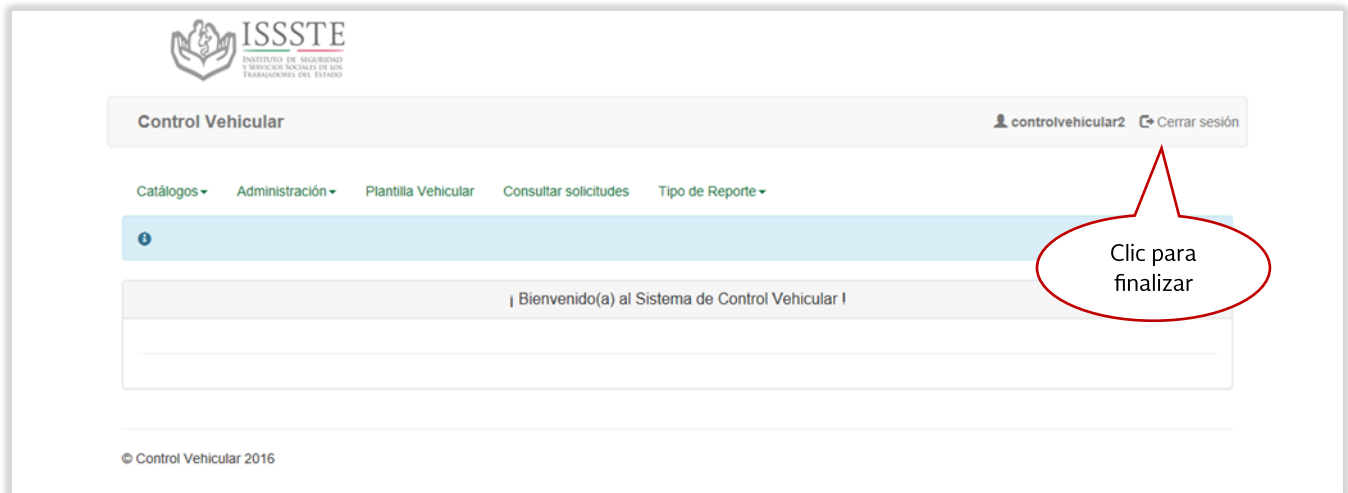 ISSSTE
INSTITUTO DE SEGURIDAD
Y SERVICIOS SOCIALES DE LOS
TRABAJADORES DEL ESTADO
Control Vehicular
controlvehicular2 Cerrar sesión
Catálogos Administración Plantilla Vehicular Consultar solicitudes Tipo de Reporte
Clic para
finalizar
¡ Bienvenido(a) al Sistema de Control Vehicular !
© Control Vehicular 2016